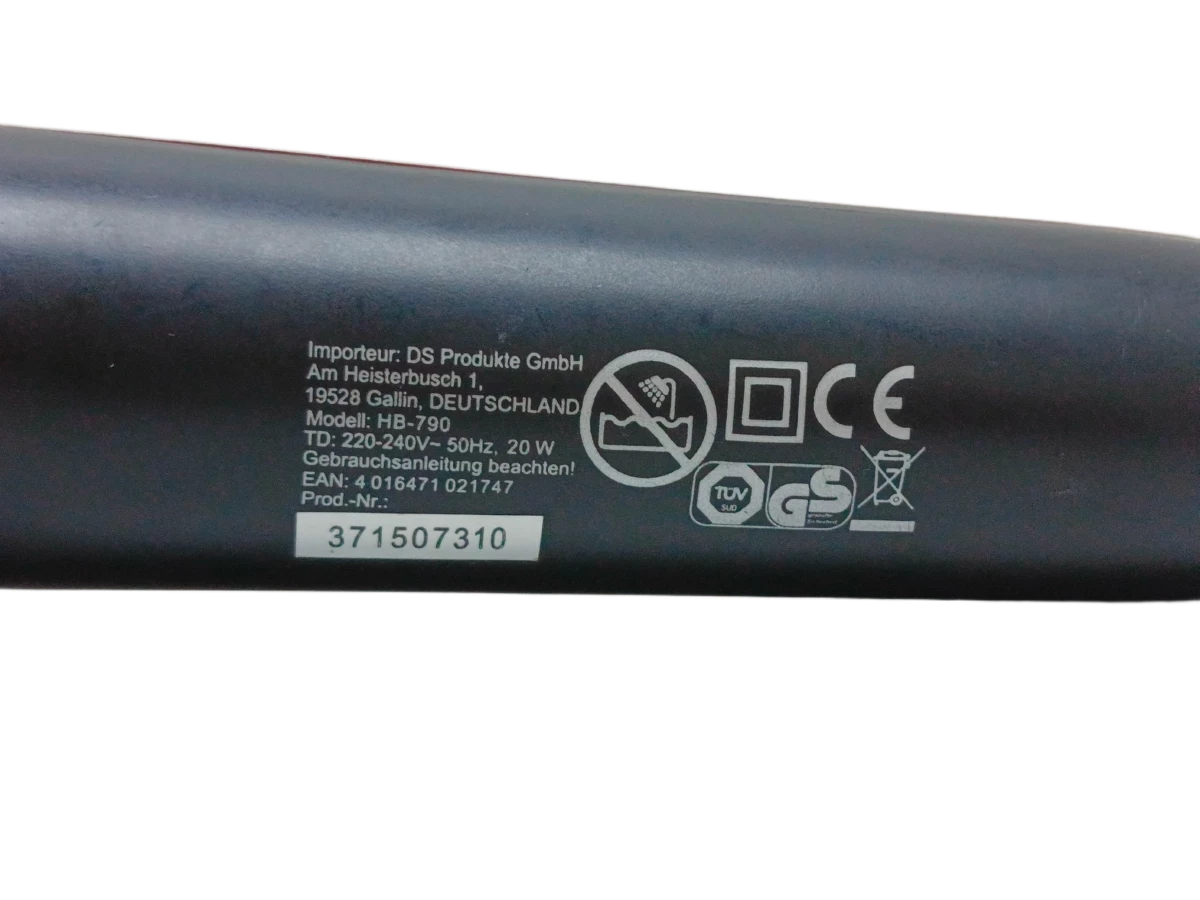 Importeur: DS Produkte GmbH
Am Heisterbusch 1,
19528 Gallin, DEUTSCHLAND
Modell: HB-790
TD: 220-240V~ 50Hz, 20 W
Gebrauchsanleitung beachten!
EAN: 4 016471 021747
Prod.-Nr.:
371507310
CE
TÜV
SÜD
GS